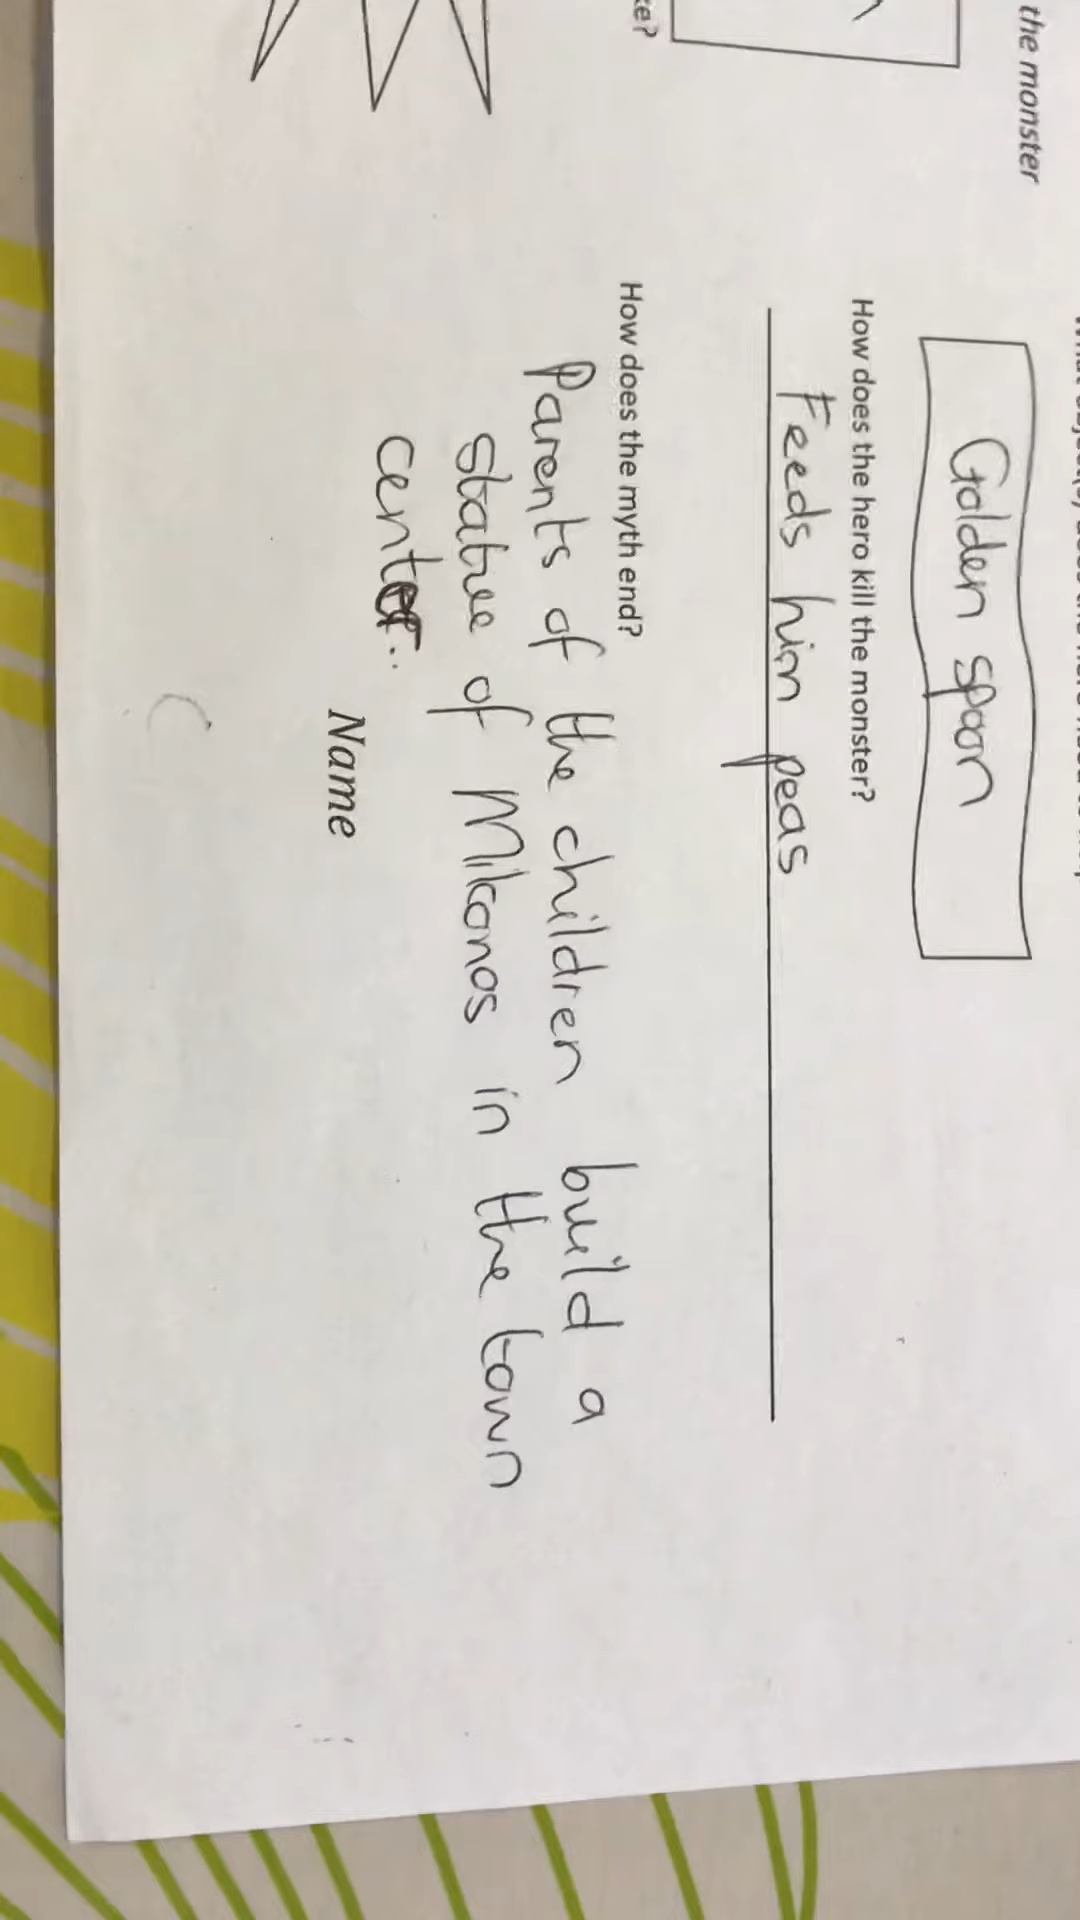 the monster
Golden spoon
How does the hero kill the monster?
Feeds him peas
How does the myth end?
Parents of the children build a
statue of Mikonos in the town
center..
Name